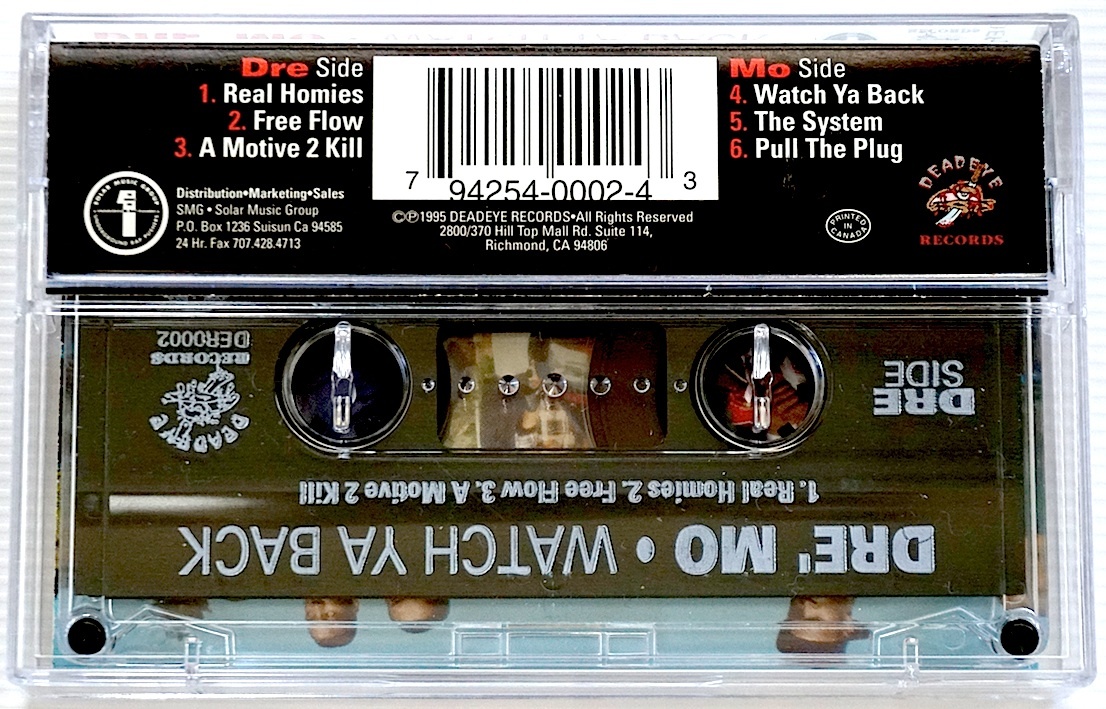 Dre Side
1. Real Homies
2. Free Flow
3. A Motive 2 Kill
7 94254-0002-4 3
Mo Side
4. Watch Ya Back
5. The System
6. Pull The Plug
SOLAR MUSIC GROUP
Distribution•Marketing•Sales
SMG • Solar Music Group
P.O. Box 1236 Suisun Ca 94585
24 Hr. Fax 707.428.4713
©℗1995 DEADEYE RECORDS•All Rights Reserved
2800/370 Hill Top Mall Rd. Suite 114,
Richmond, CA 94806
PRINTED
IN
CANADA
DEADEYE
RECORDS
DRE' MO • WATCH YA BACK
1. Real Homies 2. Free Flow 3. A Motive 2 Kill
DRE
SIDE
DEADEYE
RECORDS
DER0002